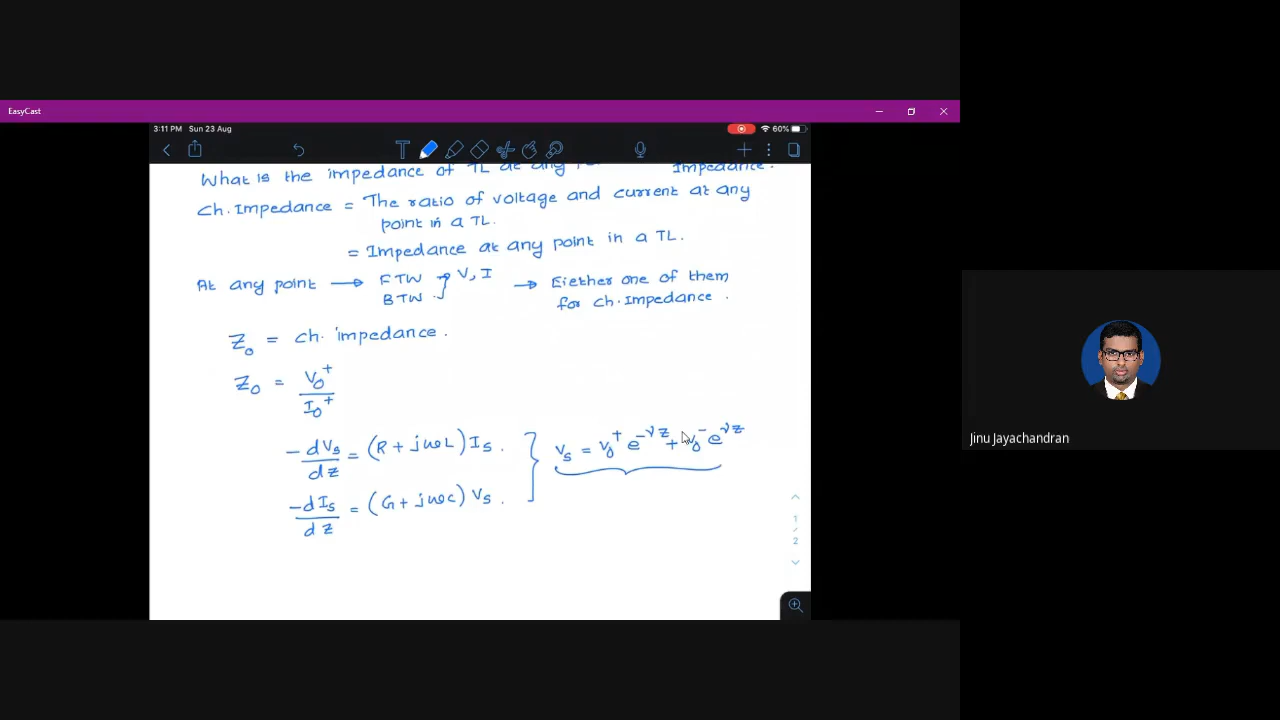 EasyCast
3:11 PM Sun 23 Aug
60%
What is the impedance of TL at any
Impedance.
Ch. Impedance = The ratio of voltage and current at any
point in a TL.
= Impedance at any point in a TL.
At any point → FTW } V, I → Eiether one of them
BTW for ch. Impedance.
Z₀ = ch. impedance.
Z₀ = V₀⁺ / I₀⁺
-dVs/dz = (R + jωL) Is.
Vs = V₀⁺ e^-γz + V₀⁻ e^γz
-dIs/dz = (G + jωc) Vs.
1
2
Jinu Jayachandran